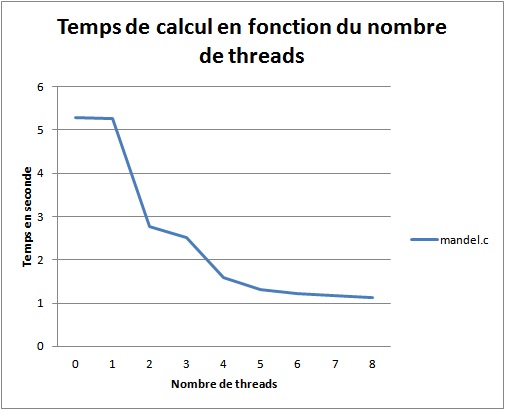 Temps de calcul en fonction du nombre
de threads
6
5
4
3
2
1
0
Temps en seconde
0 1 2 3 4 5 6 7 8
Nombre de threads
mandel.c